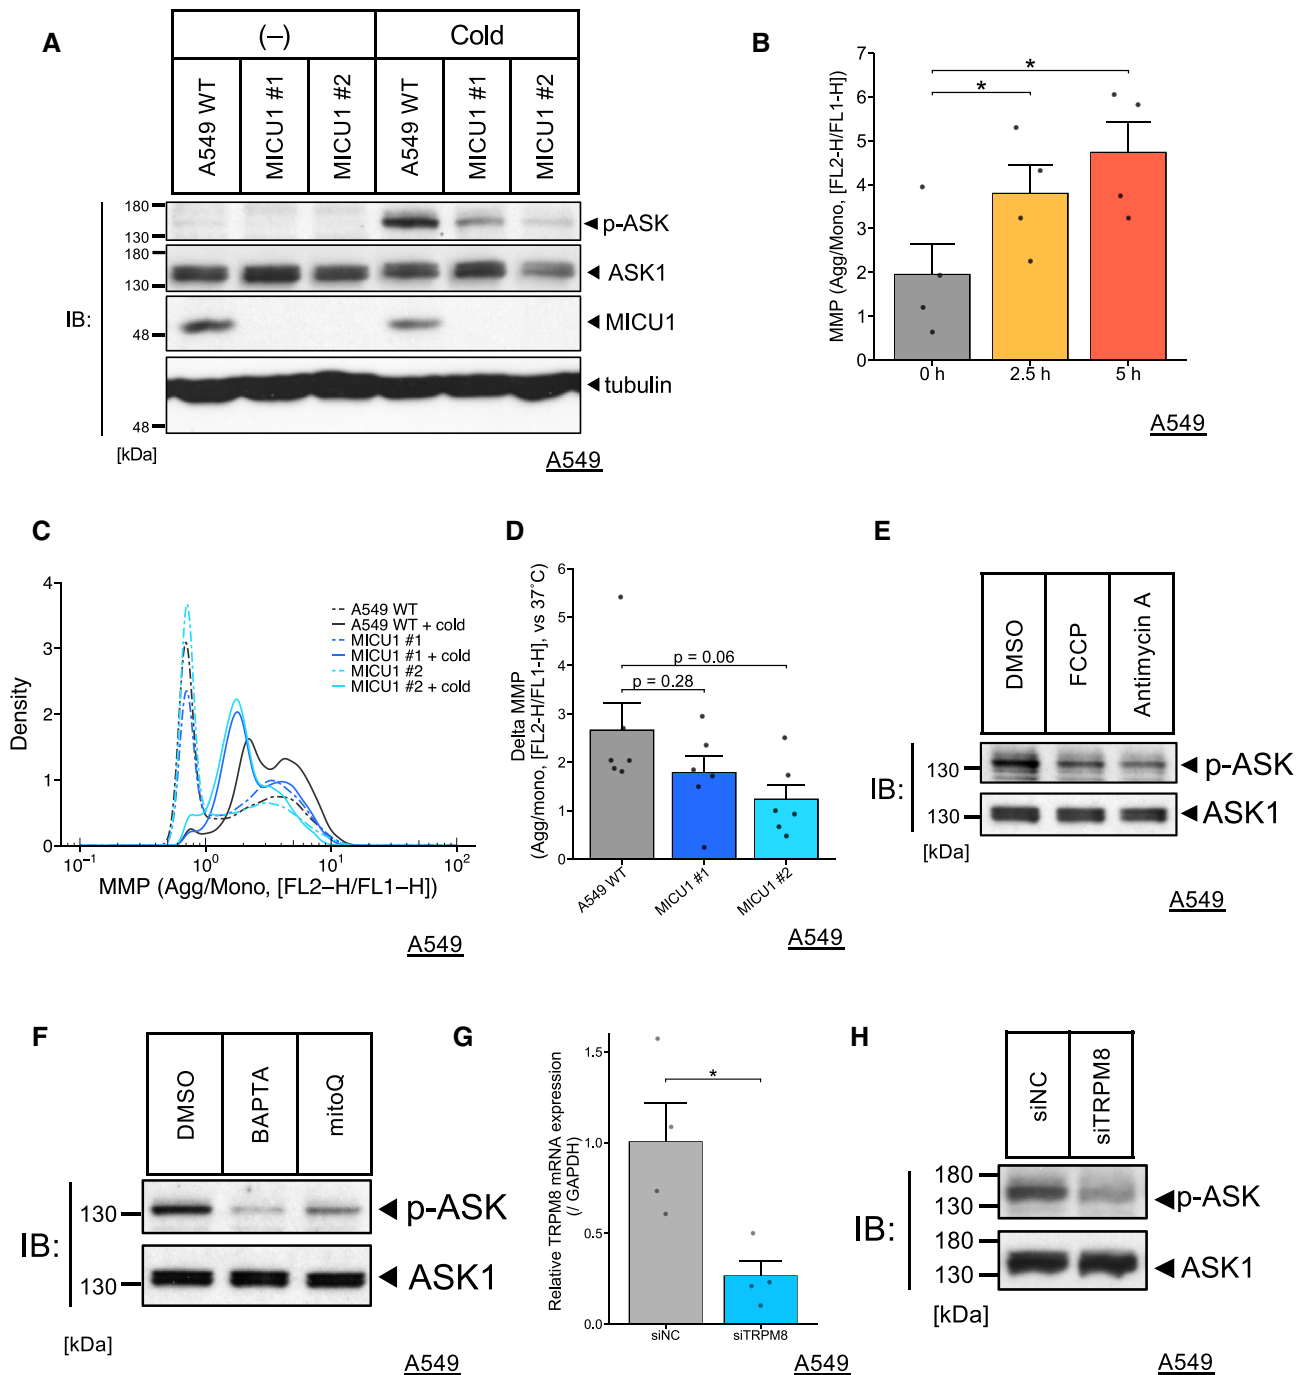 A
(–)
Cold
A549 WT
MICU1 #1
MICU1 #2
A549 WT
MICU1 #1
MICU1 #2
IB:
180
130
p-ASK
180
130
ASK1
48
MICU1
tubulin
48
[kDa]
A549
B
MMP (Agg/Mono, [FL2-H/FL1-H])
7
6
5
4
3
2
1
0
*
*
0 h
2.5 h
5 h
A549
C
Density
4
3
2
1
0
A549 WT
A549 WT + cold
MICU1 #1
MICU1 #1 + cold
MICU1 #2
MICU1 #2 + cold
10⁻¹
10⁰
10¹
10²
MMP (Agg/Mono, [FL2–H/FL1–H])
A549
D
Delta MMP
(Agg/mono, [FL2-H/FL1-H], vs 37˚C)
6
5
4
3
2
1
0
p = 0.06
p = 0.28
A549 WT
MICU1 #1
MICU1 #2
A549
E
DMSO
FCCP
Antimycin A
IB:
130
p-ASK
130
ASK1
[kDa]
A549
F
DMSO
BAPTA
mitoQ
IB:
130
p-ASK
130
ASK1
[kDa]
A549
G
Relative TRPM8 mRNA expression
(/ GAPDH)
1.5
1.0
0.5
0.0
*
siNC
siTRPM8
A549
H
siNC
siTRPM8
IB:
180
130
p-ASK
180
130
ASK1
[kDa]
A549